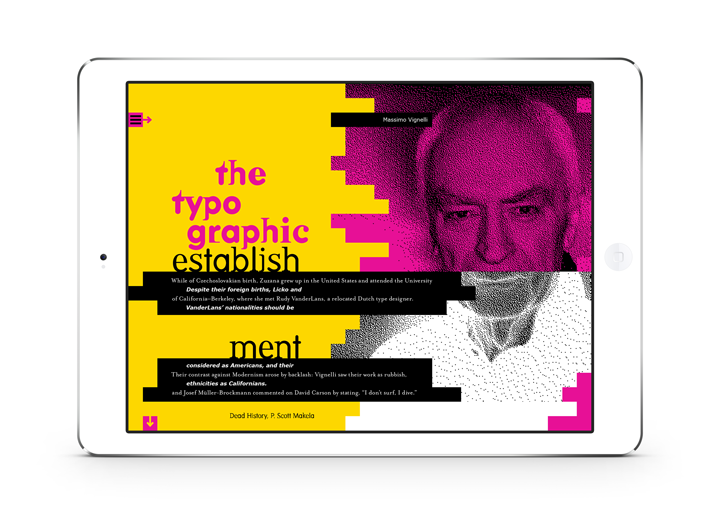 Massimo Vignelli
the
typo
graphic
establish
While of Czechoslovakian birth, Zuzana grew up in the United States and attended the University
Despite their foreign births, Licko and
of California–Berkeley, where she met Rudy VanderLans, a relocated Dutch type designer.
VanderLans' nationalities should be
ment
considered as Americans, and their
Their contrast against Modernism arose by backlash: Vignelli saw their work as rubbish,
ethnicities as Californians.
and Josef Müller-Brockmann commented on David Carson by stating, "I don't surf, I dive."
Dead History, P. Scott Makela